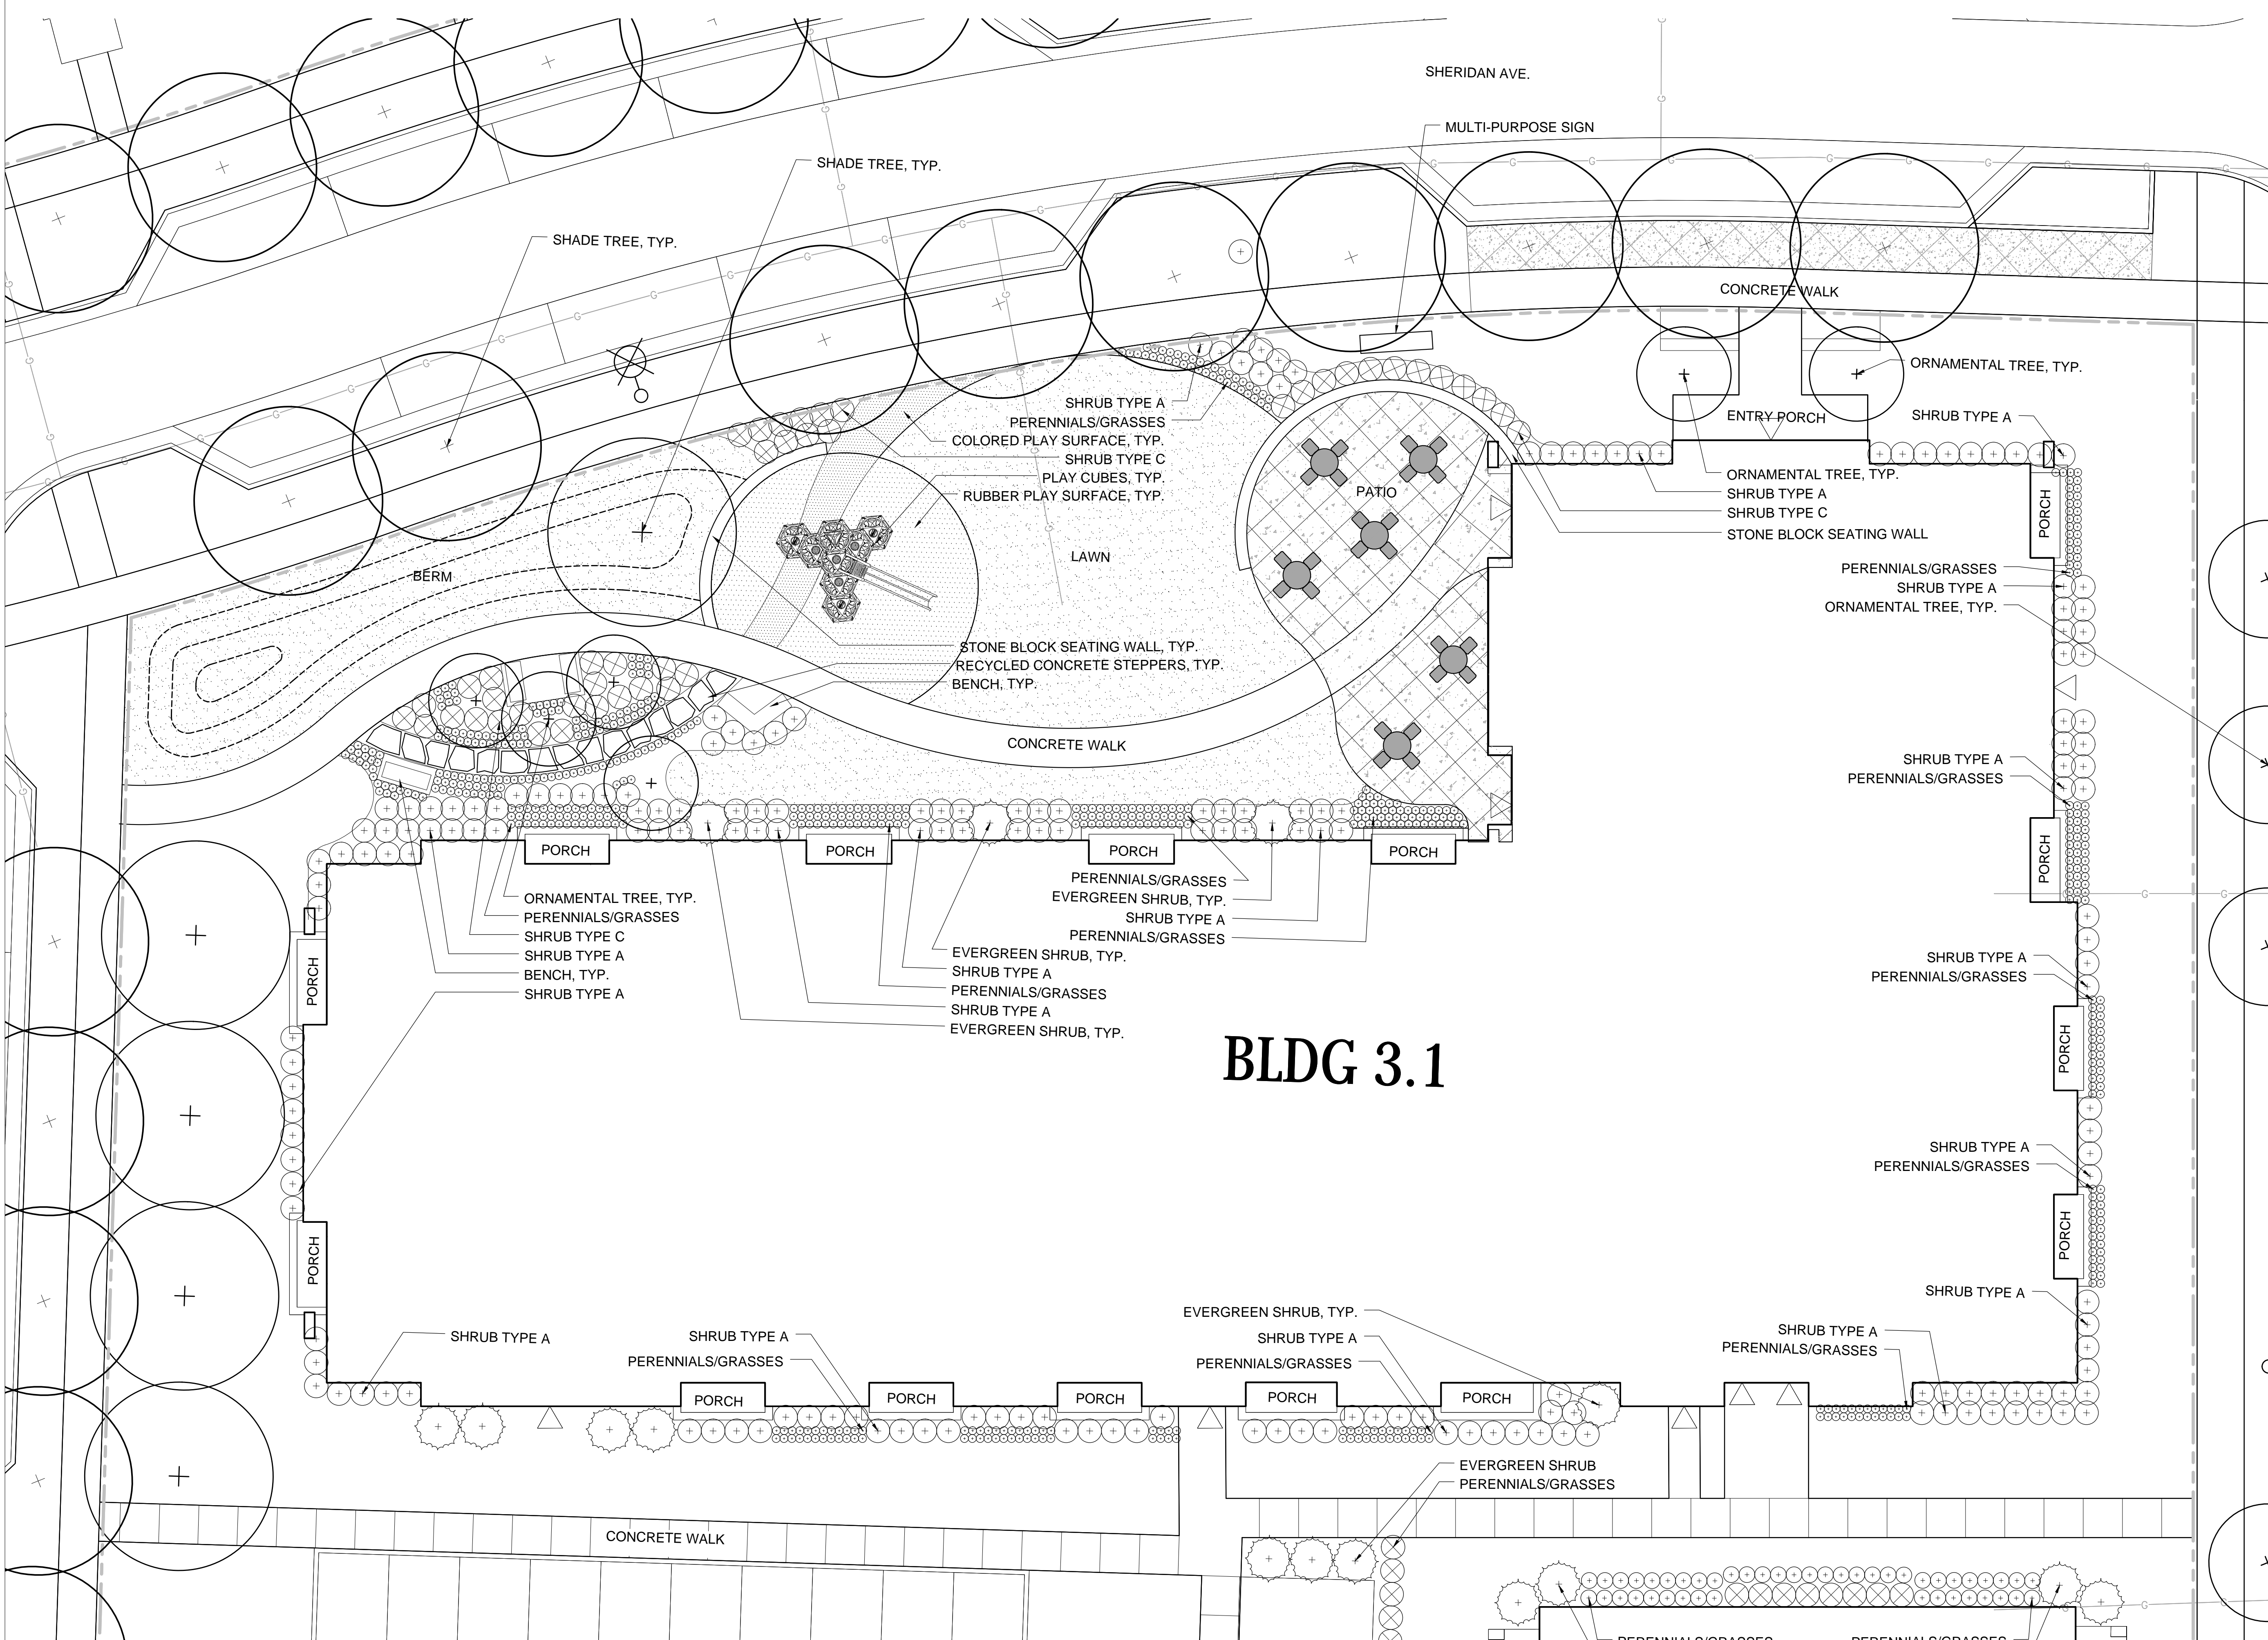 SHERIDAN AVE.
MULTI-PURPOSE SIGN
SHADE TREE, TYP.
SHADE TREE, TYP.
CONCRETE WALK
ORNAMENTAL TREE, TYP.
ENTRY PORCH
SHRUB TYPE A
SHRUB TYPE A
PERENNIALS/GRASSES
COLORED PLAY SURFACE, TYP.
SHRUB TYPE C
PLAY CUBES, TYP.
RUBBER PLAY SURFACE, TYP.
PATIO
ORNAMENTAL TREE, TYP.
SHRUB TYPE A
SHRUB TYPE C
STONE BLOCK SEATING WALL
PORCH
LAWN
BERM
PERENNIALS/GRASSES
SHRUB TYPE A
ORNAMENTAL TREE, TYP.
STONE BLOCK SEATING WALL, TYP.
RECYCLED CONCRETE STEPPERS, TYP.
BENCH, TYP.
CONCRETE WALK
SHRUB TYPE A
PERENNIALS/GRASSES
PORCH
PORCH
PORCH
PORCH
PORCH
ORNAMENTAL TREE, TYP.
PERENNIALS/GRASSES
SHRUB TYPE C
SHRUB TYPE A
BENCH, TYP.
SHRUB TYPE A
PERENNIALS/GRASSES
EVERGREEN SHRUB, TYP.
SHRUB TYPE A
PERENNIALS/GRASSES
EVERGREEN SHRUB, TYP.
SHRUB TYPE A
PERENNIALS/GRASSES
SHRUB TYPE A
EVERGREEN SHRUB, TYP.
SHRUB TYPE A
PERENNIALS/GRASSES
PORCH
PORCH
BLDG 3.1
SHRUB TYPE A
PERENNIALS/GRASSES
PORCH
PORCH
SHRUB TYPE A
EVERGREEN SHRUB, TYP.
SHRUB TYPE A
PERENNIALS/GRASSES
SHRUB TYPE A
SHRUB TYPE A
PERENNIALS/GRASSES
SHRUB TYPE A
PERENNIALS/GRASSES
PORCH
PORCH
PORCH
PORCH
PORCH
EVERGREEN SHRUB
PERENNIALS/GRASSES
CONCRETE WALK
PERENNIALS/GRASSES
PERENNIALS/GRASSES